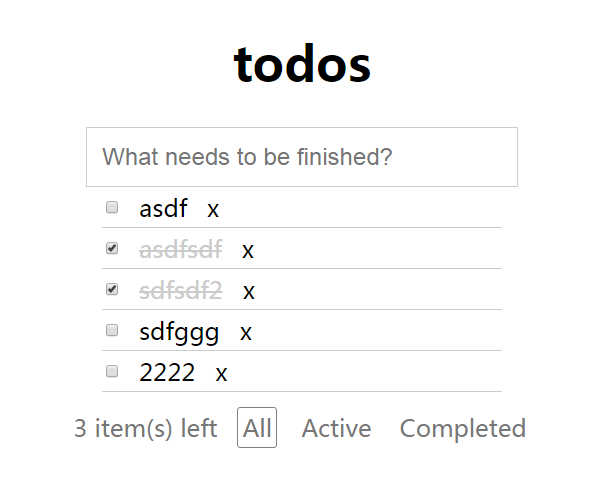 todos
What needs to be finished?
asdf x
asdfsdf x
sdfsdf2 x
sdfggg x
2222 x
3 item(s) left All Active Completed